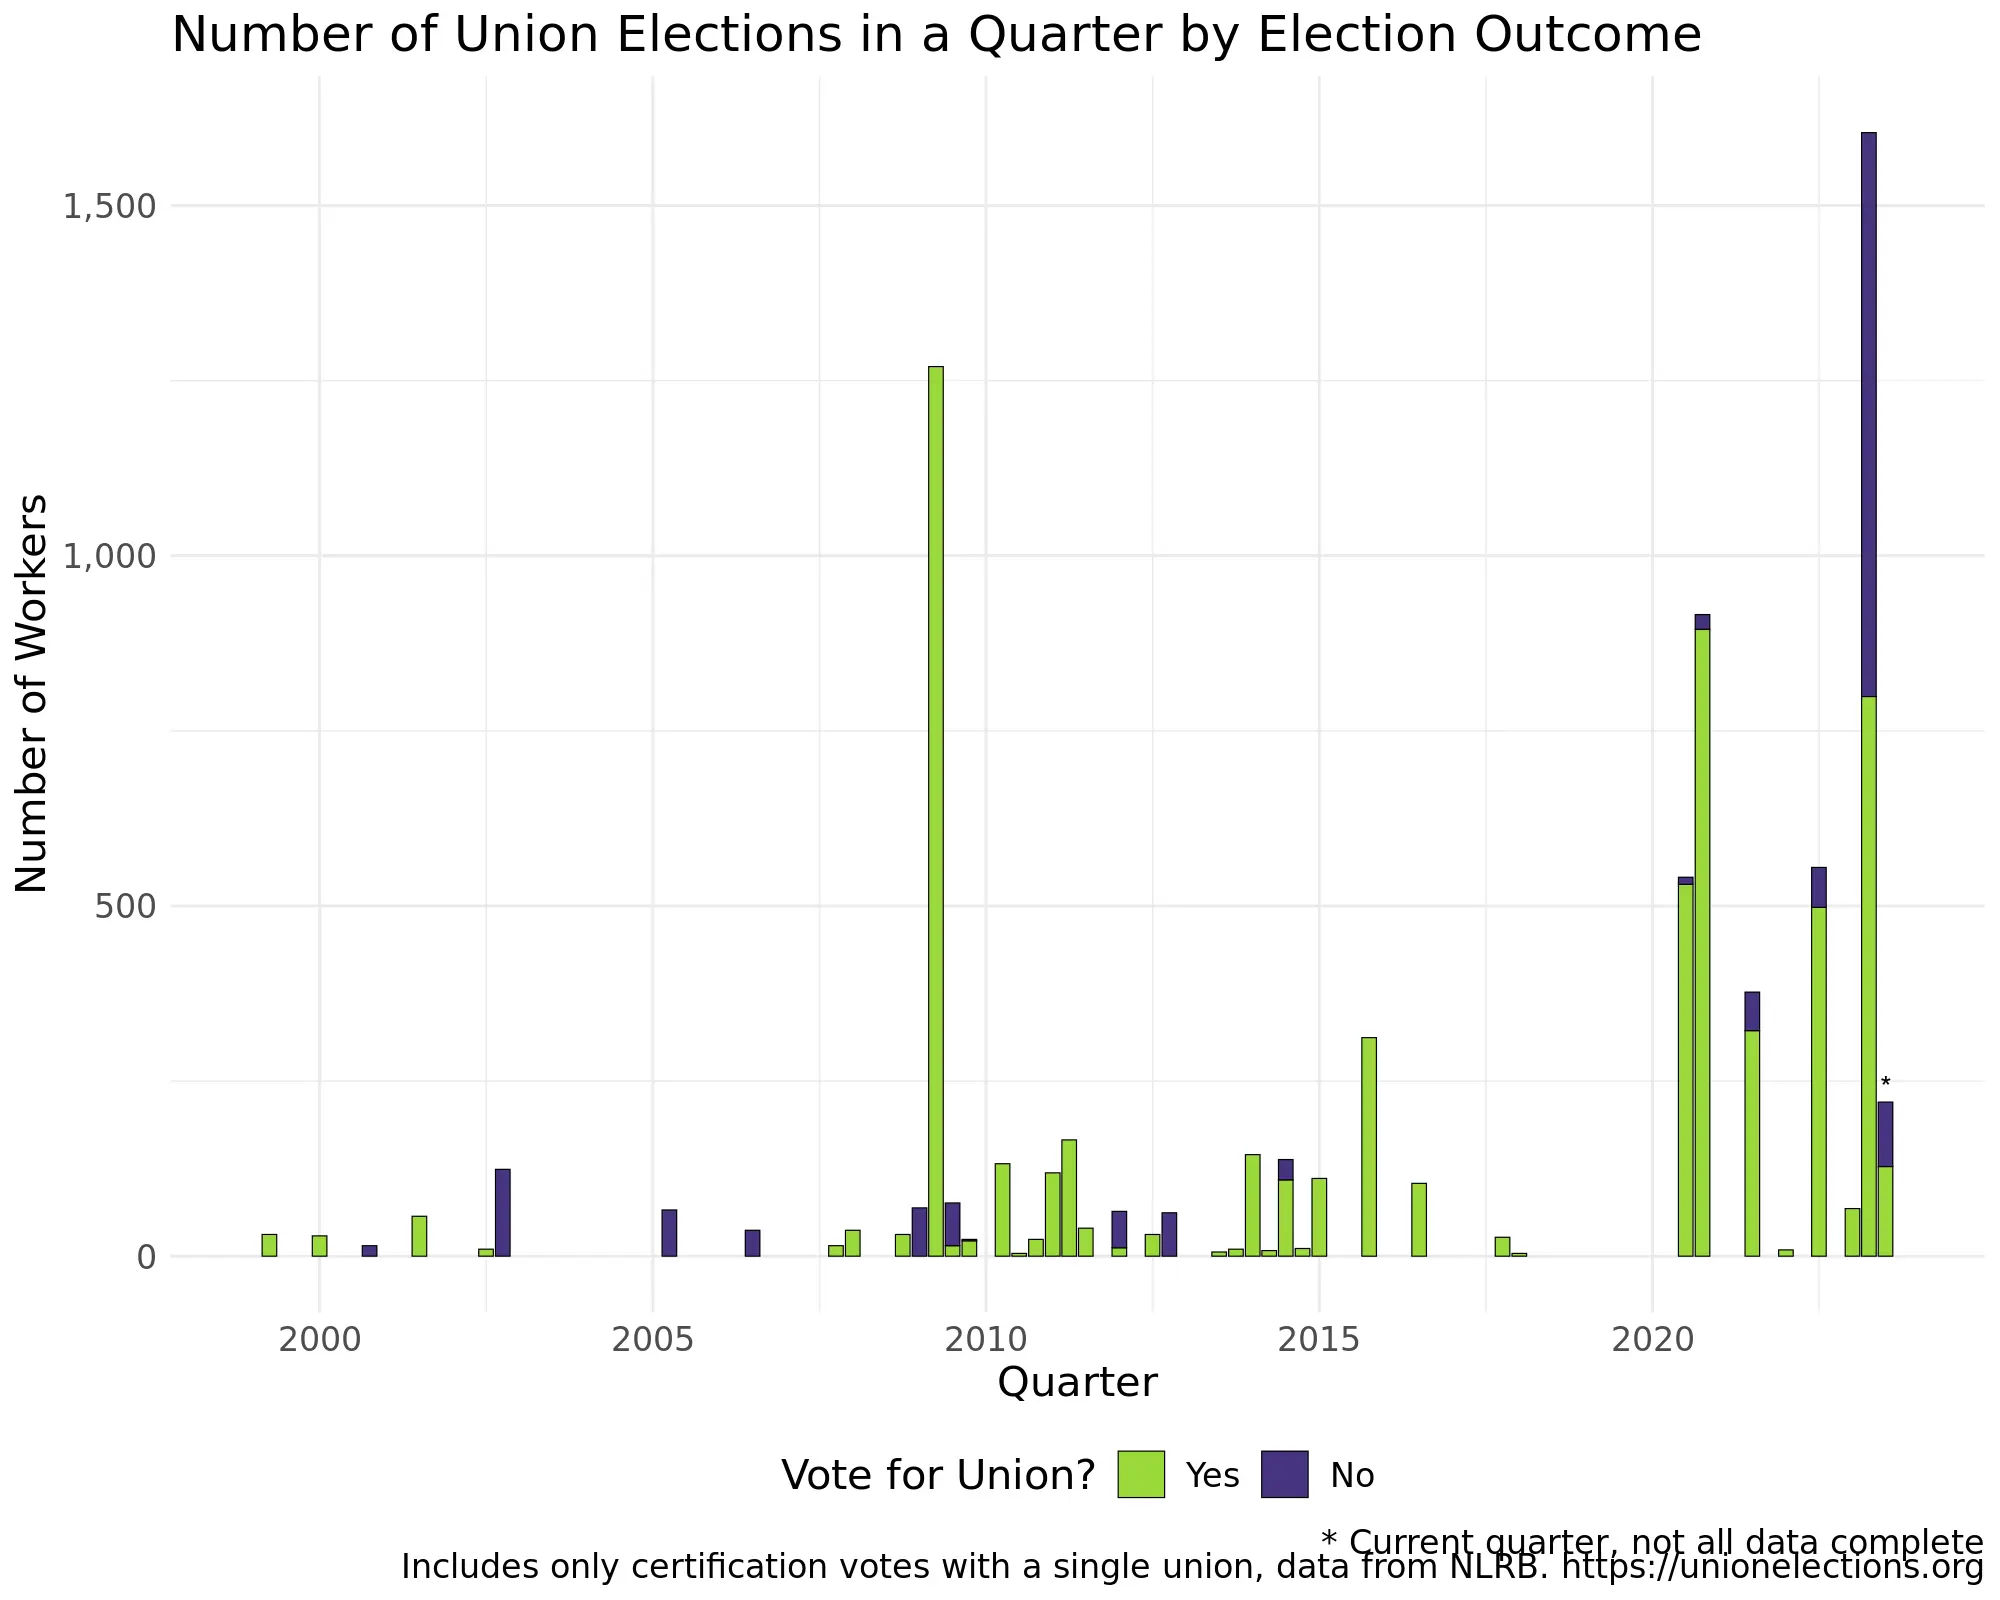 Number of Union Elections in a Quarter by Election Outcome
Number of Workers
1,500
1,000
500
0
*
2000 2005 2010 2015 2020
Quarter
Vote for Union? Yes No
* Current quarter, not all data complete
Includes only certification votes with a single union, data from NLRB. https://unionelections.org